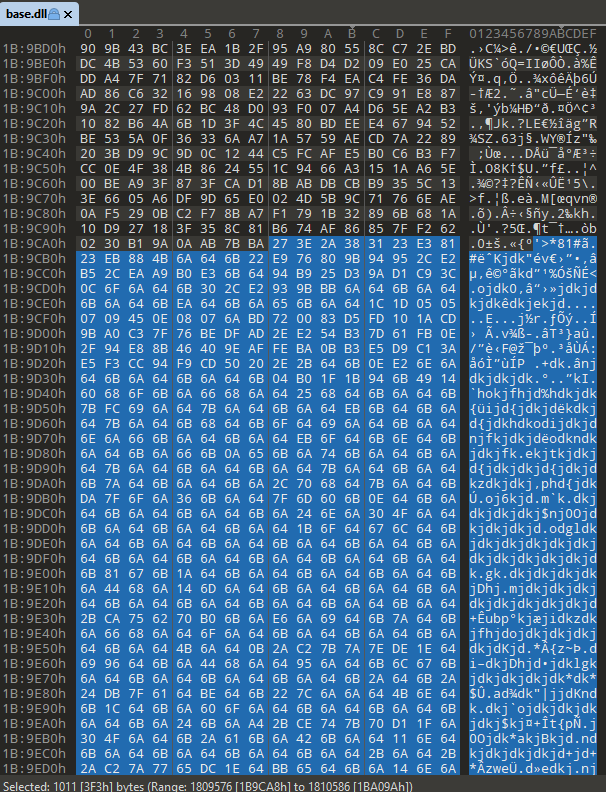 base.dll
0 1 2 3 4 5 6 7 8 9 A B C D E F 0123456789ABCDEF
1B:9BD0h 90 9B 43 BC 3E EA 1B 2F 95 A9 80 55 8C C7 2E BD .›C¼>ê./•©€UŒÇ.½
1B:9BE0h DC 4B 53 60 F3 51 3D 49 49 F8 D4 D2 09 E0 25 CA ÜKS`óQ=IIøÔÒ.à%Ê
1B:9BF0h DD A4 7F 71 82 D6 03 11 BE 78 F4 EA C4 FE 36 DA Ý¤.q‚Ö..¾xôêÄþ6Ú
1B:9C00h AD 86 C6 32 16 98 08 E2 22 63 DC 97 C9 91 E8 87
1B:9C10h 9A 2C 27 FD 62 BC 48 D0 93 F0 07 A4 D6 5E A2 B3 š,'ýb¼HÐ“ð.¤Ö^¢³
1B:9C20h 82 B6 4A 6B 1D 3F 4C 45 80 BD EE E4 67 94 52
1B:9C30h BE 53 5A 0F 36 33 6A A7 1A 57 59 AE CD 7A 22 89 ¾SZ.63j§.WY®Íz"‰
1B:9C40h 20 3B D9 9C 9D 0C 12 44 C5 FC AF E5 B0 C6 B3 F7
1B:9C50h CC 0E 4F 38 4B 86 24 55 1C 94 66 A3 15 1A A6 5E
1B:9C60h 00 BE A9 3F 87 3F CA D1 8B AB DB CB B9 35 5C 13 .¾©?‡?ÊÑ‹«ÛË¹5\.
1B:9C70h 3E 66 05 A6 DF 9D 65 E0 02 4D 5B 9C 71 76 6E AE >f.¦ß.eà.M[œqvn®
1B:9C80h 0A F5 29 0B C2 F7 8B A7 F1 79 1B 32 89 6B 68 1A .õ).Â÷‹§ñy.2‰kh.
1B:9C90h 10 D9 27 18 3F 35 8C 81 B6 74 AF 86 85 7F F2 62
1B:9CA0h 02 30 B1 9A 0A AB 7B BA 27 3E 2A 38 31 23 E3 81 .0±š.«{º'>*81#ã.
1B:9CB0h 23 EB 88 4B 6A 64 6B 22 E9 76 80 9B 94 95 2C E2
1B:9CC0h B5 2C EA A9 B0 E3 6B 64 94 B9 25 D3 9A D1 C9 3C
1B:9CD0h 0C 6F 6A 64 6B 30 2C E2 93 9B BB 6A 64 6B 6A 64
1B:9CE0h 6B 6A 64 6B EA 64 6B 6A 65 6B 6A 64 1C 1D 05 05 kjdkêdkjekjd....
1B:9CF0h 07 09 45 0E 08 07 6A BD 72 00 83 D5 FD 10 1A CD ..E...j½r.ƒÕý..Í
1B:9D00h 9B A0 C3 7F 76 BE DF AD 2E E2 54 B3 7D 61 FB 0E
1B:9D10h 2F 94 E8 8B 46 40 9E AF FE BA 0B B3 E5 D9 C1 3A
1B:9D20h E5 F3 CC 94 F9 CD 50 20 2E 2B 64 6B 0E E2 6E 6A
1B:9D30h 64 6B 6A 64 6B 6A 64 6B 04 B0 1F 1B 94 6B 49 14
1B:9D40h 60 68 6F 6B 6A 66 68 6A 64 25 68 64 6B 6A 64 6B `hokjfhjd%hdkjdk
1B:9D50h 7B FC 69 6A 64 7B 6A 64 6B 6A 64 EB 6B 6A 64 6B {üijd{jdkjdëkdjd
1B:9D60h 6A 64 7B 6A 64 6B 68 64 6B 6F 64 69 6A 64 6B 6A jd{jdkhdkodijdkj
1B:9D70h 6E 6A 66 6B 6A 64 6B 6A 64 EB 6F 64 6B 6E 64 6B njfkjdkjdëodkndk
1B:9D80h 6A 64 6B 6A 66 6B 0A 65 6B 6A 74 6B 6A 64 6B 6A jdkjfk.ekjtkjdkj
1B:9D90h 64 7B 6A 64 6B 6A 64 7B 6A 64 6B 7B 6A 64 6B 6A d{jdkjd{jdk{jdkj
1B:9DA0h 6B 7A 64 6B 6A 64 6B 6A 2C 70 68 64 7B 6A 64 6B kzdkjdkj,phd{jdk
1B:9DB0h DA 7F 6F 6A 36 6B 6A 64 7F 6D 60 6B 0E 64 6B 6A Ú.oj6kjd.m`k.dkj
1B:9DC0h 64 6B 6A 64 6B 6A 64 6B 6A 24 6E 6A 30 4F 6A 64 dkjdkjdkj$nj0Ojd
1B:9DD0h 6B 6A 64 6B 6A 64 6B 6A 64 1B 6F 64 67 6C 64 6B kjdkjdkjd.odgldk
1B:9DE0h 6A 64 6B 6A 64 6B 6A 64 6B 6A 64 6B 6A 64 6B 6A jdkjdkjdkjdkjdkj
1B:9DF0h 64 6B 6A 64 6B 6A 64 6B 6A 64 6B 6A 64 6B 6A 64 dkjdkjdkjdkjdkjd
1B:9E00h 6B 81 67 6B 1A 64 6B 6A 64 6B 6A 64 6B 6A 64 6B k.gk.dkjdkjdkjdk
1B:9E10h 6A 44 68 6A 14 6D 6A 64 6B 6A 64 6B 6A 64 6B 6A jDhj.mjdkjdkjdkj
1B:9E20h 64 6B 6A 64 6B 6A 64 6B 6A 64 6B 6A 64 6B 6A 64 dkjdkjdkjdkjdkjd
1B:9E30h 2B CA 75 62 70 B0 6B 6A E6 6A 69 64 6B 7A 64 6B +Êubp°kjæjidkzdk
1B:9E40h 6A 66 68 6A 64 6F 6A 64 6B 6A 64 6B 6A 64 6B 6A jfhjdojdkjdkjdkj
1B:9E50h 64 6B 6A 64 4B 6A 64 0B 2A C2 7B 7A 7E DE 1E 64 dkjdKjd.*Â{z~Þ.d
1B:9E60h 69 96 64 6B 6A 44 68 6A 95 64 6A 64 6B 6C 67 6B i–dkjDhj•djdklgk
1B:9E70h 6A 64 6B 6A 64 6B 6A 64 6B 6A 64 6B 2A 64 6B 2A jdkjdkjdkjdk*dk*
1B:9E80h 24 DB 7F 61 64 BE 64 6B 22 7C 6A 6A 64 4B 6E 64
1B:9E90h 6B 1C 64 6B 6A 60 6F 6A 64 6B 6A 64 6B 6A 64 6B k.dkj`ojdkjdkjdk
1B:9EA0h 6A 64 6B 6A 24 6B 6A A4 2B CE 74 7B 70 D1 1F 6A jdkj$kj¤+Ît{pÑ.j
1B:9EB0h 30 4F 6A 64 6B 2A 61 6B 6A 42 6B 6A 64 11 6E 64 0Ojdk*akjBkjd.nd
1B:9EC0h 6B 6A 64 6B 6A 64 6B 6A 64 6B 6A 64 2B 6A 64 2B kjdkjdkjdkjd+jd+
1B:9ED0h 2A C2 7A 77 65 DC 1E 64 BB 65 64 6B 6A 14 6E 6A *ÂzweÜ.d»edkj.nj
Selected: 1011 [3F3h] bytes (Range: 1809576 [1B9CA8h] to 1810586 [1BA09Ah])